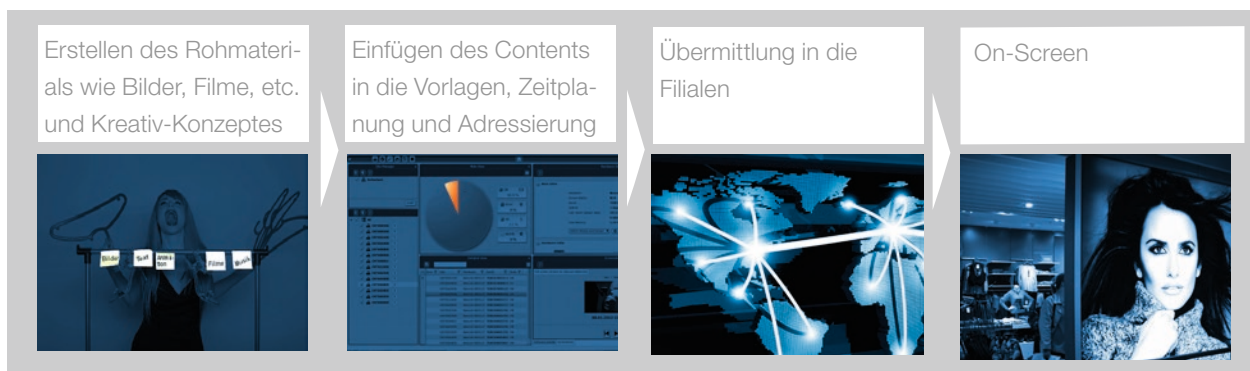 Erstellen des Rohmateri-
als wie Bilder, Filme, etc.
und Kreativ-Konzeptes
Einfügen des Contents
in die Vorlagen, Zeitpla-
nung und Adressierung
Übermittlung in die
Filialen
On-Screen
Bilder
Text
Filme
Musik